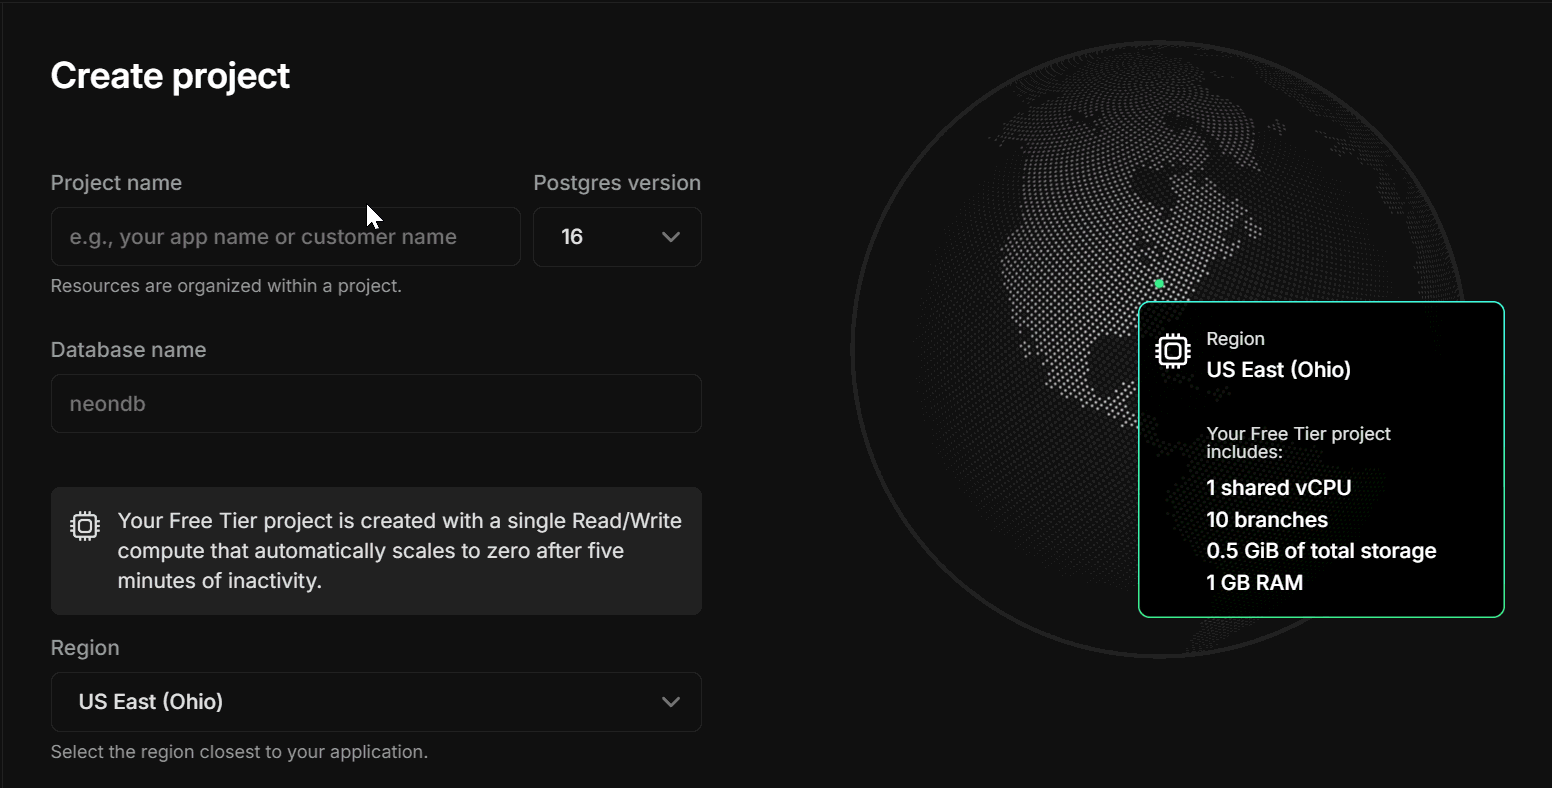 Create project
Project name
Postgres version
e.g., your app name or customer name
16
Resources are organized within a project.
Database name
neondb
Your Free Tier project is created with a single Read/Write
compute that automatically scales to zero after five
minutes of inactivity.
Region
US East (Ohio)
Select the region closest to your application.
Region
US East (Ohio)
Your Free Tier project
includes:
1 shared vCPU
10 branches
0.5 GiB of total storage
1 GB RAM